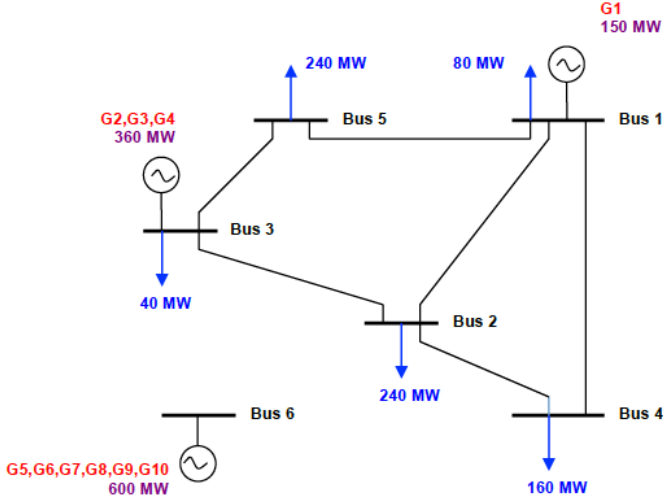 G1
150 MW
240 MW
80 MW
G2,G3,G4
360 MW
Bus 5
Bus 1
Bus 3
40 MW
Bus 2
240 MW
Bus 6
Bus 4
G5,G6,G7,G8,G9,G10
600 MW
160 MW